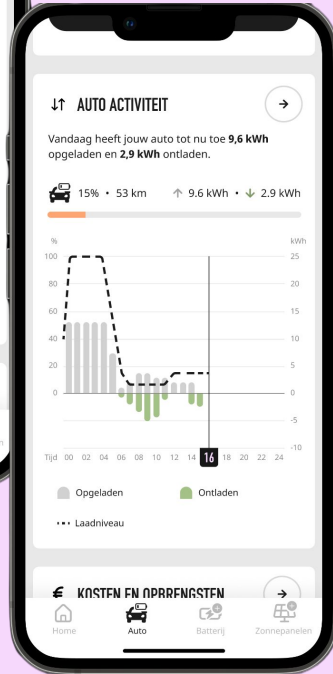 AUTO ACTIVITEIT
Vandaag heeft jouw auto tot nu toe 9,6 kWh
opgeladen en 2,9 kWh ontladen.
15% • 53 km ↑ 9.6 kWh • ↓ 2.9 kWh
% kWh
100 25
80 20
60 15
40 10
20 5
0 0
-5
-10
Tijd 00 02 04 06 08 10 12 14 16 18 20 22 24
Opgeladen Ontladen
Laadniveau
€ KOSTEN EN OPBRENGSTEN
Home Auto Batterij Zonnepanelen